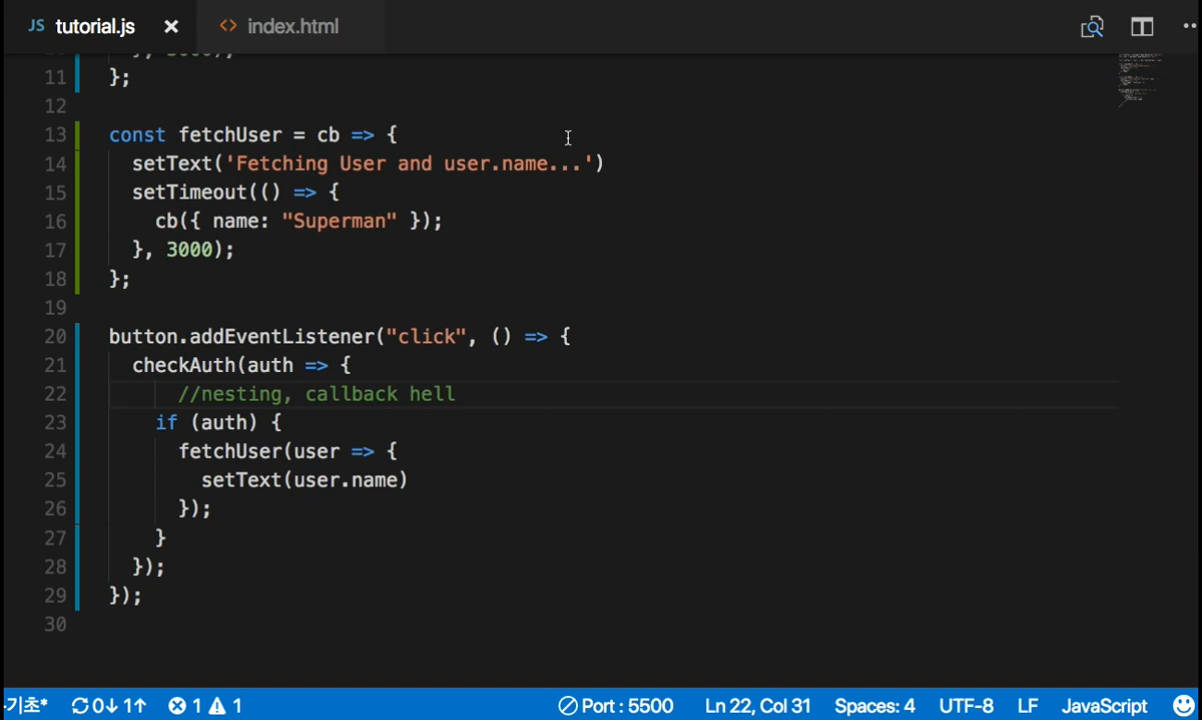 JS tutorial.js × <> index.html
11 };
12
13 const fetchUser = cb => {
14 setText('Fetching User and user.name...')
15 setTimeout(() => {
16 cb({ name: "Superman" });
17 }, 3000);
18 };
19
20 button.addEventListener("click", () => {
21 checkAuth(auth => {
22 //nesting, callback hell
23 if (auth) {
24 fetchUser(user => {
25 setText(user.name)
26 });
27 }
28 });
29 });
30
-기초* 0↓ 1↑ 1 1 Port : 5500 Ln 22, Col 31 Spaces: 4 UTF-8 LF JavaScript